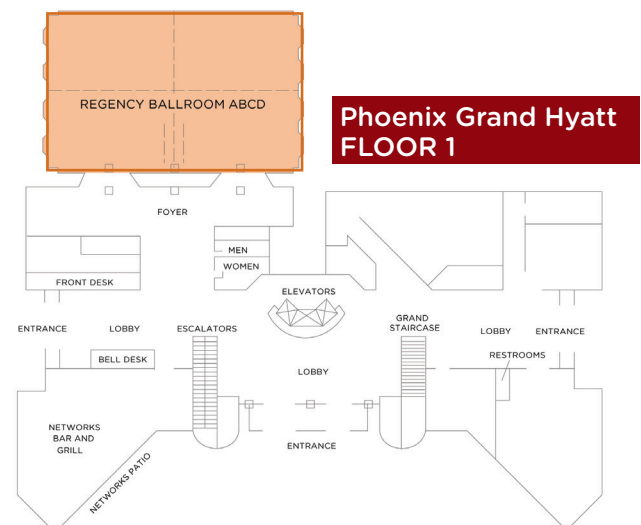 REGENCY BALLROOM ABCD
Phoenix Grand Hyatt
FLOOR 1
FOYER
MEN
WOMEN
FRONT DESK
ELEVATORS
ENTRANCE
LOBBY
ESCALATORS
GRAND
STAIRCASE
LOBBY
ENTRANCE
BELL DESK
RESTROOMS
LOBBY
NETWORKS
BAR AND
GRILL
ENTRANCE
NETWORKS PATIO